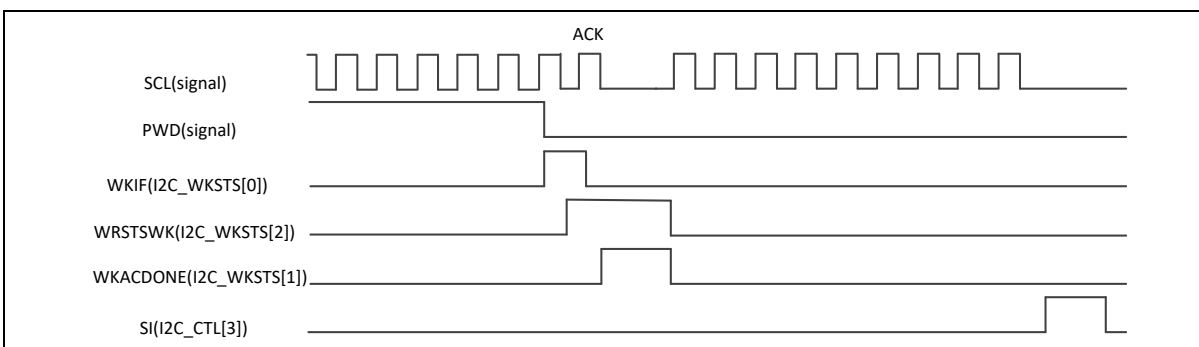 ACK
SCL(signal)
PWD(signal)
WKIF(I2C_WKSTS[0])
WRSTSWK(I2C_WKSTS[2])
WKACDONE(I2C_WKSTS[1])
SI(I2C_CTL[3])